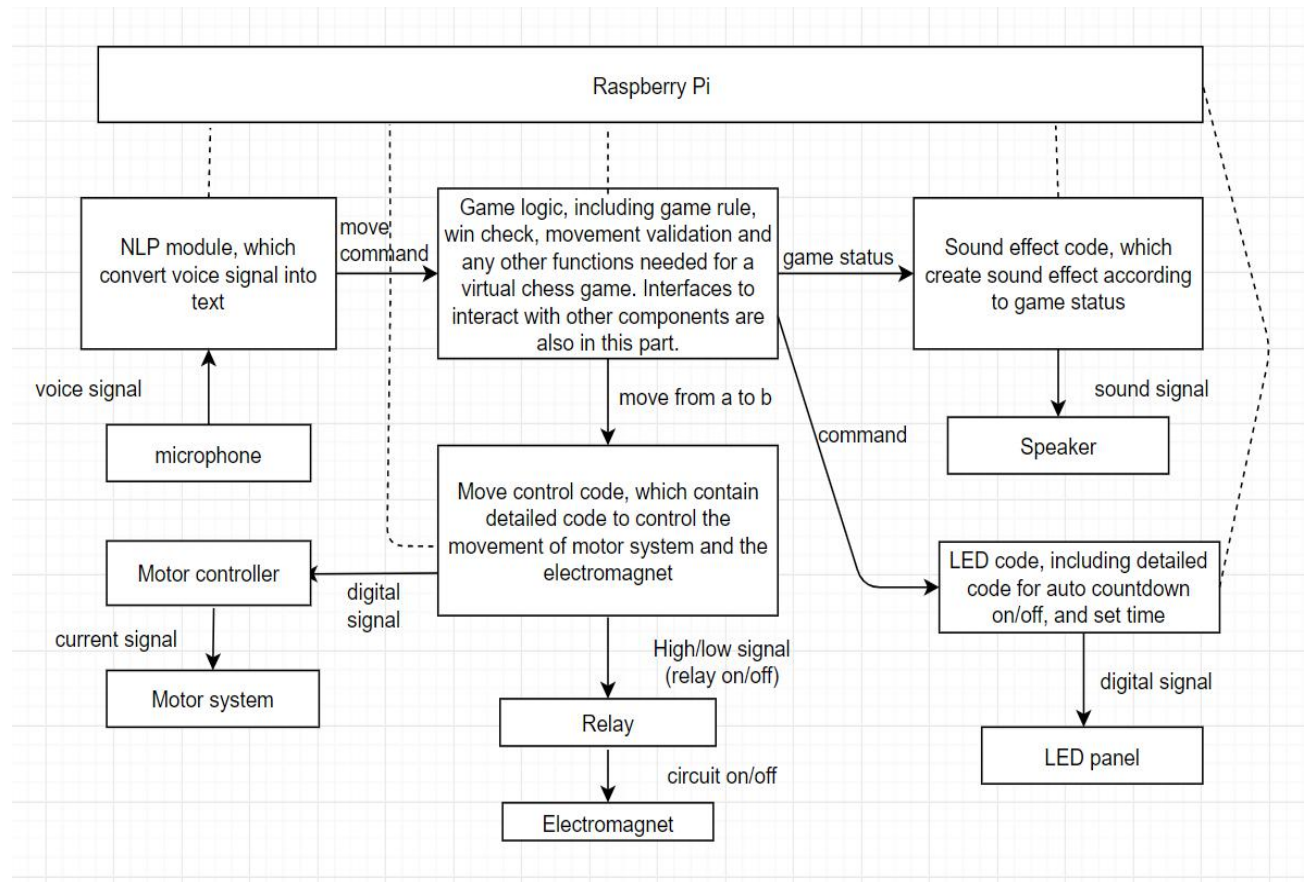 Raspberry Pi
NLP module, which
convert voice signal into
text
move
command
Game logic, including game rule,
win check, movement validation and
any other functions needed for a
virtual chess game. Interfaces to
interact with other components are
also in this part.
game status
Sound effect code, which
create sound effect according
to game status
voice signal
microphone
move from a to b
command
sound signal
Speaker
Move control code, which contain
detailed code to control the
movement of motor system and the
electromagnet
Motor controller
digital
signal
current signal
Motor system
LED code, including detailed
code for auto countdown
on/off, and set time
High/low signal
(relay on/off)
digital signal
Relay
LED panel
circuit on/off
Electromagnet